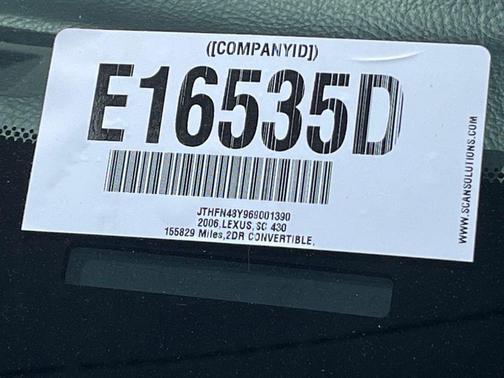 ([COMPANYID])
E16535D
JTHFN48Y969001390
2006,LEXUS,SC 430
155829 Miles,2DR CONVERTIBLE,
WWW.SCANSOLUTIONS.COM